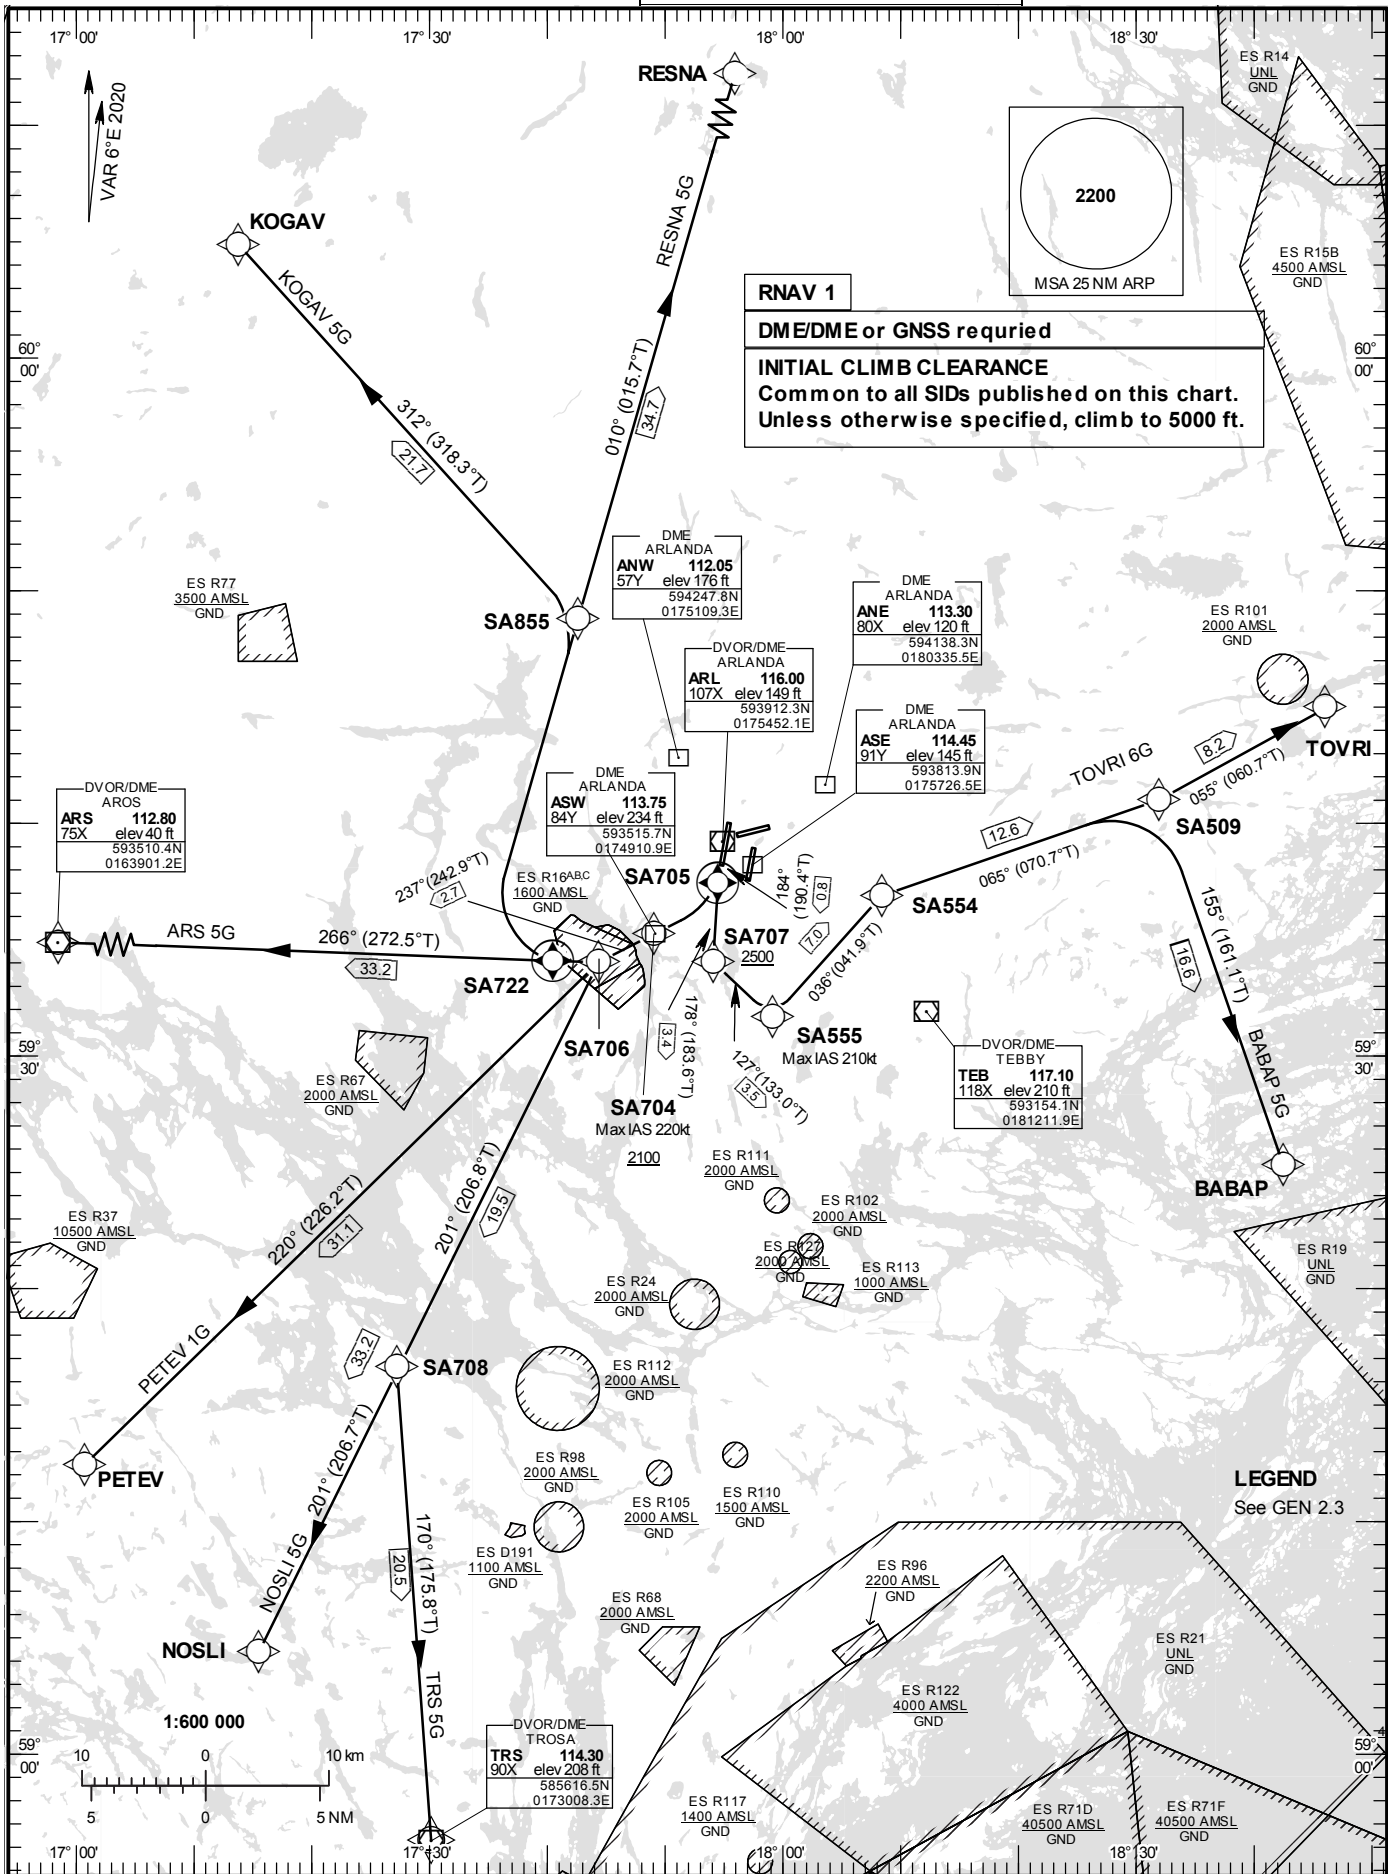 17° 00'
17° 30'
18° 00'
18° 30'
VAR 6°E 2020
RESNA
ES R14
UNL
GND
2200
MSA 25 NM ARP
KOGAV
ES R15B
4500 AMSL
GND
RESNA 5G
KOGAV 5G
RNAV 1
DME/DME or GNSS requried
INITIAL CLIMB CLEARANCE
Common to all SIDs published on this chart.
Unless otherwise specified, climb to 5000 ft.
60°
00'
60°
00'
010° (015.7°T)
34.7
312° (318.3°T)
21.7
DME
ARLANDA
ANW 112.05
57Y elev 176 ft
594247.8N
0175109.3E
ES R77
3500 AMSL
GND
DME
ARLANDA
ANE 113.30
80X elev 120 ft
594138.3N
0180335.5E
SA855
ES R101
2000 AMSL
GND
DVOR/DME
ARLANDA
ARL 116.00
107X elev 149 ft
593912.3N
0175452.1E
DME
ARLANDA
ASE 114.45
91Y elev 145 ft
593813.9N
0175726.5E
TOVRI
8.2
055° (060.7°T)
TOVRI 6G
DVOR/DME
AROS
ARS 112.80
75X elev 40 ft
593510.4N
0163901.2E
DME
ARLANDA
ASW 113.75
84Y elev 234 ft
593515.7N
0174910.9E
SA509
12.6
065° (070.7°T)
237° (242.9°T)
2.7
ES R16ABC
1600 AMSL
GND
SA705
184°
(190.4°T)
0.8
SA554
155° (161.1°T)
16.6
BABAP 5G
ARS 5G
266° (272.5°T)
33.2
SA707
2500
7.0
036° (041.9°T)
SA722
SA706
178° (183.6°T)
3.4
SA555
Max IAS 210kt
127° (133.0°T)
3.5
59°
30'
59°
30'
DVOR/DME
TEBBY
TEB 117.10
118X elev 210 ft
593154.1N
0181211.9E
ES R67
2000 AMSL
GND
SA704
Max IAS 220kt
2100
ES R111
2000 AMSL
GND
BABAP
201° (206.8°T)
19.5
220° (226.2°T)
31.1
ES R102
2000 AMSL
GND
ES R37
10500 AMSL
GND
ES R127
2000 AMSL
GND
ES R113
1000 AMSL
GND
ES R19
UNL
GND
ES R24
2000 AMSL
GND
PETEV 1G
33.2
SA708
ES R112
2000 AMSL
GND
PETEV
201° (206.7°T)
ES R98
2000 AMSL
GND
ES R105
2000 AMSL
GND
ES R110
1500 AMSL
GND
LEGEND
See GEN 2.3
170° (175.8°T)
20.5
NOSLI 5G
ES D191
1100 AMSL
GND
ES R96
2200 AMSL
GND
ES R68
2000 AMSL
GND
NOSLI
ES R21
UNL
GND
TRS 5G
ES R122
4000 AMSL
GND
1:600 000
10 0 10 km
5 0 5 NM
DVOR/DME
TROSA
TRS 114.30
90X elev 208 ft
585616.5N
0173008.3E
59°
00'
59°
00'
4
ES R117
1400 AMSL
GND
ES R71D
40500 AMSL
GND
ES R71F
40500 AMSL
GND
17° 00'
17° 30'
18° 00'
18° 30'